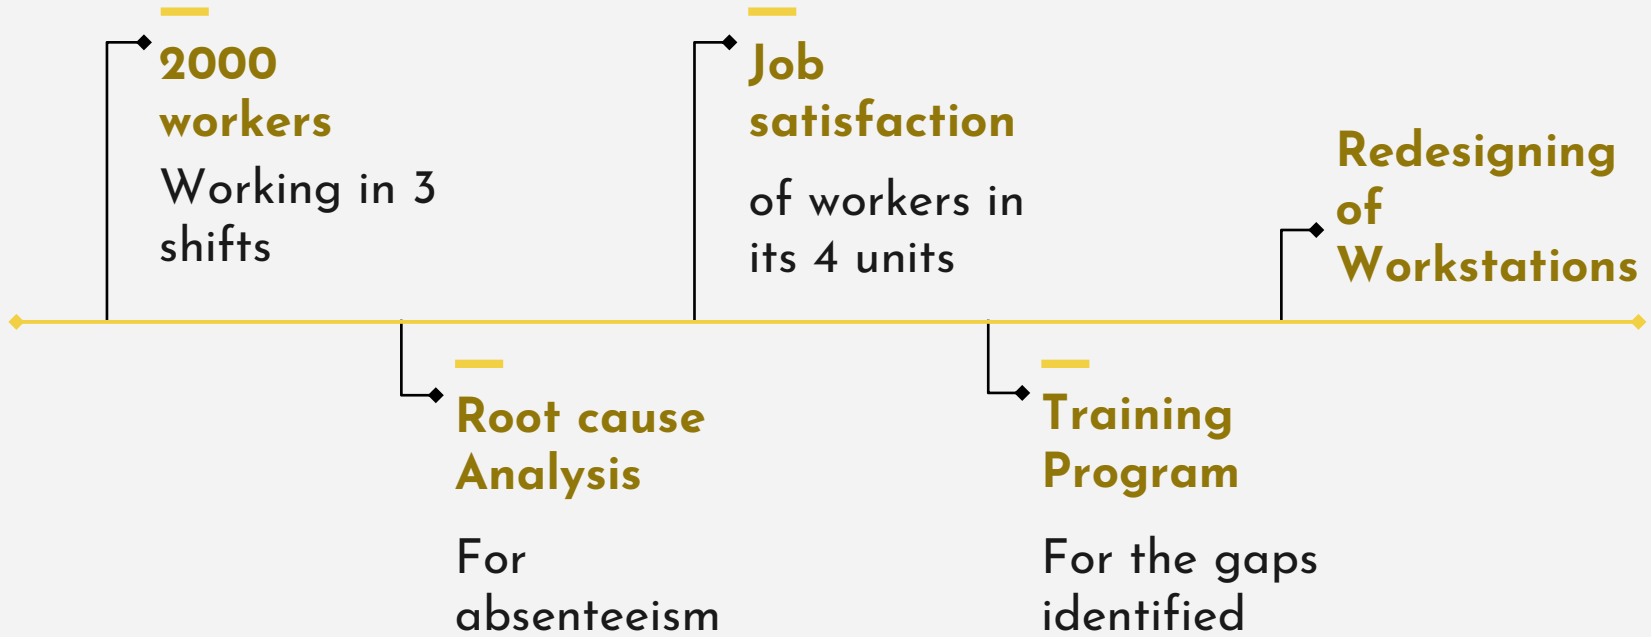 2000
workers
Working in 3
shifts
Root cause
Analysis
For
absenteeism
Job
satisfaction
of workers in
its 4 units
Training
Program
For the gaps
identified
Redesigning
of
Workstations